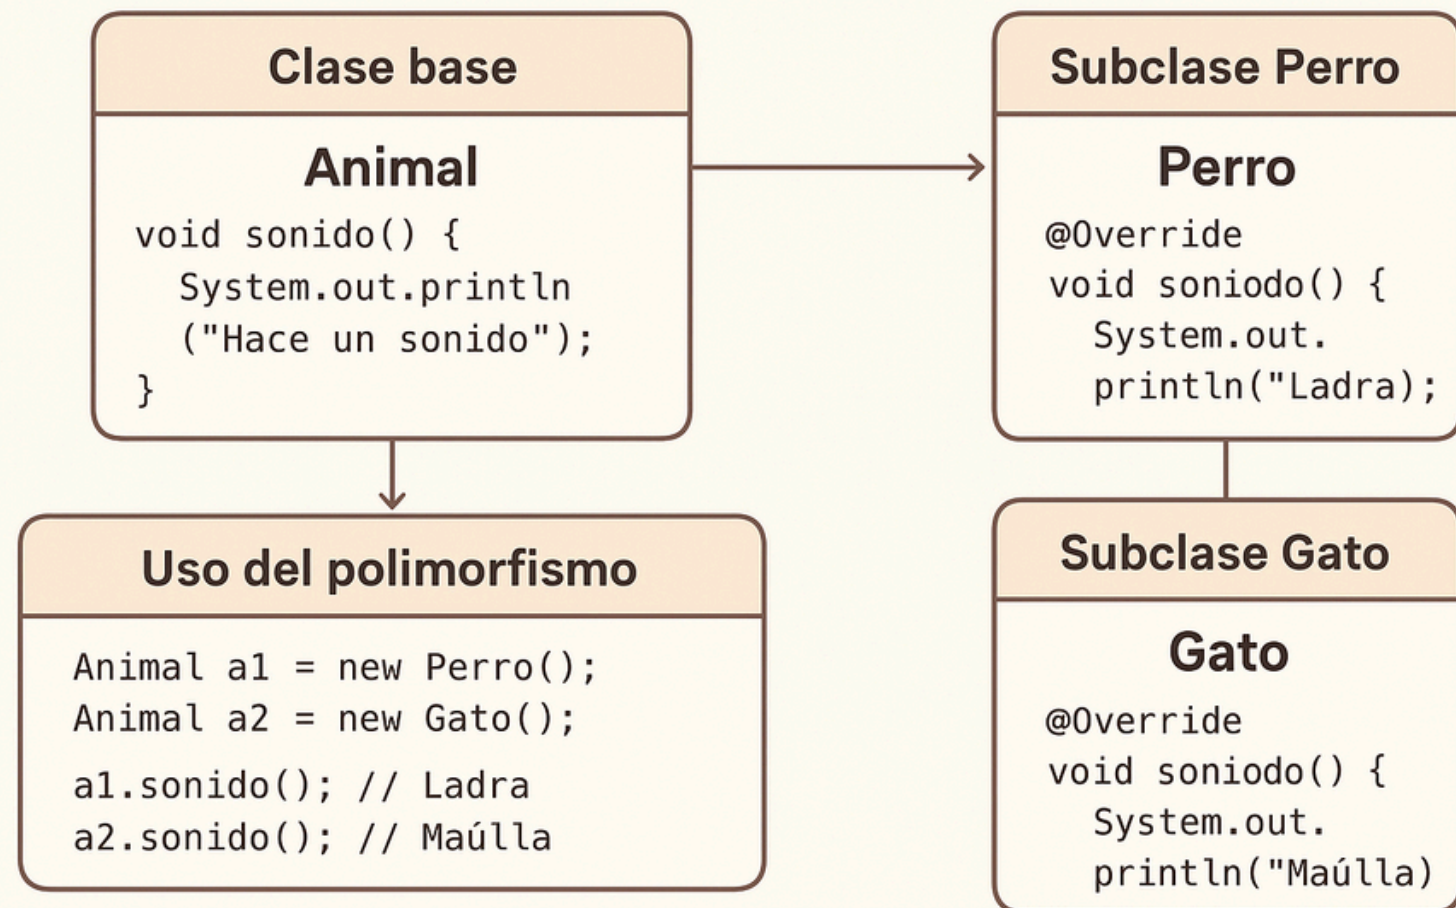 Clase base
Animal
void sonido() {
System.out.println
("Hace un sonido");
}
Subclase Perro
Perro
@Override
void soniodo() {
System.out.
println("Ladra);
Uso del polimorfismo
Animal a1 = new Perro();
Animal a2 = new Gato();
a1.sonido(); // Ladra
a2.sonido(); // Maúlla
Subclase Gato
Gato
@Override
void soniodo() {
System.out.
println("Maúlla)